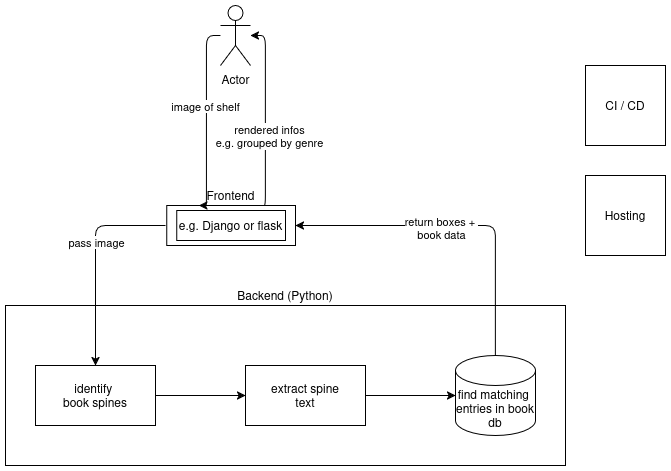 Actor
image of shelf
rendered infos
e.g. grouped by genre
CI / CD
Frontend
e.g. Django or flask
Hosting
pass image
return boxes +
book data
Backend (Python)
identify
book spines
extract spine
text
find matching
entries in book
db